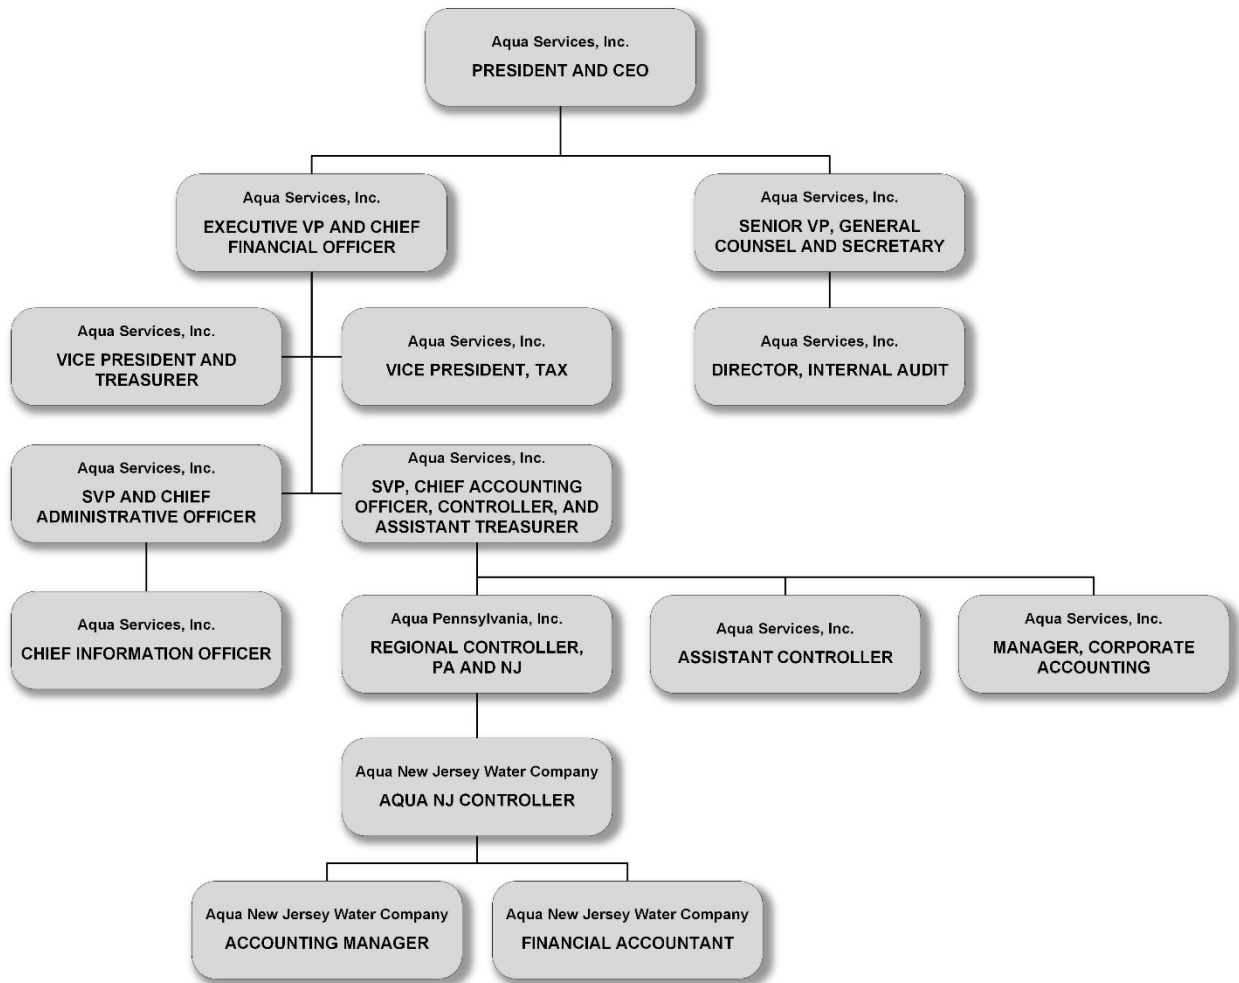 Aqua Services, Inc.
PRESIDENT AND CEO
Aqua Services, Inc.
EXECUTIVE VP AND CHIEF
FINANCIAL OFFICER
Aqua Services, Inc.
SENIOR VP, GENERAL
COUNSEL AND SECRETARY
Aqua Services, Inc.
VICE PRESIDENT AND
TREASURER
Aqua Services, Inc.
VICE PRESIDENT, TAX
Aqua Services, Inc.
DIRECTOR, INTERNAL AUDIT
Aqua Services, Inc.
SVP AND CHIEF
ADMINISTRATIVE OFFICER
Aqua Services, Inc.
SVP, CHIEF ACCOUNTING
OFFICER, CONTROLLER, AND
ASSISTANT TREASURER
Aqua Services, Inc.
CHIEF INFORMATION OFFICER
Aqua Pennsylvania, Inc.
REGIONAL CONTROLLER,
PA AND NJ
Aqua Services, Inc.
ASSISTANT CONTROLLER
Aqua Services, Inc.
MANAGER, CORPORATE
ACCOUNTING
Aqua New Jersey Water Company
AQUA NJ CONTROLLER
Aqua New Jersey Water Company
ACCOUNTING MANAGER
Aqua New Jersey Water Company
FINANCIAL ACCOUNTANT